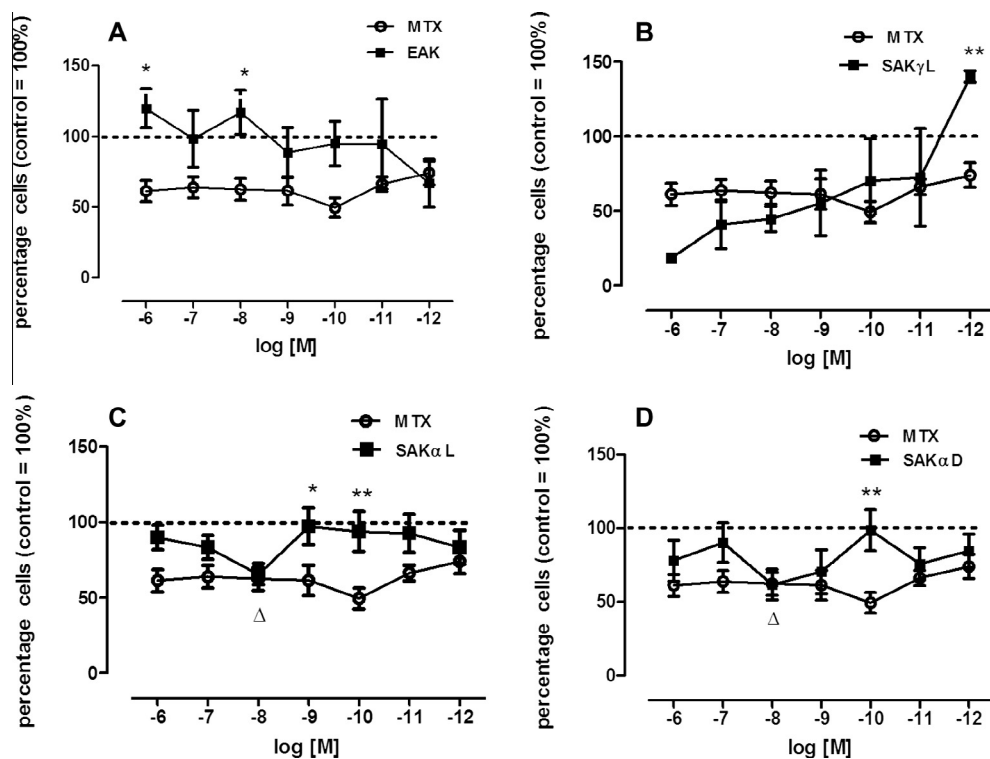 A
MTX
EAK
percentage cells (control = 100%)
150
100
50
0
* *
-6 -7 -8 -9 -10 -11 -12
log [M]
B
MTX
SAKγL
percentage cells (control = 100%)
150
100
50
0
**
-6 -7 -8 -9 -10 -11 -12
log [M]
C
MTX
SAKα L
percentage cells (control = 100%)
150
100
50
0
* **
Δ
-6 -7 -8 -9 -10 -11 -12
log [M]
D
MTX
SAKα D
percentage cells (control = 100%)
150
100
50
0
**
Δ
-6 -7 -8 -9 -10 -11 -12
log [M]